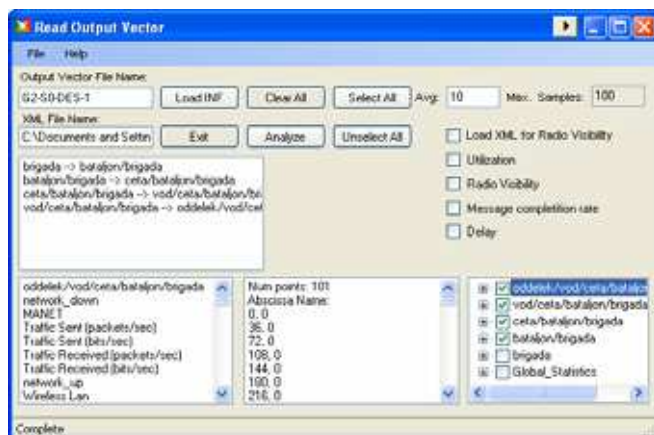 Read Output Vector
File Help
Output Vector File Name:
G2-S0-DES-1 Load INF Clear All Select All Avg: 10 Max. Samples: 100
XML File Name:
C:\Documents and Settin Exit Analyze Unselect All
Load XML for Radio Visibility
Utilization
Radio Visibility
Message completition rate
Delay
brigada -> bataljon/brigada
bataljon/brigada -> ceta/bataljon/brigada
ceta/bataljon/brigada -> vod/ceta/bataljon/bri
vod/ceta/bataljon/brigada -> oddelek/vod/cet
oddelek/vod/ceta/bataljon/brigada
network_down
MANET
Traffic Sent (packets/sec)
Traffic Sent (bits/sec)
Traffic Received (packets/sec)
Traffic Received (bits/sec)
network_up
Wireless Lan
Num points: 101
Abscissa Name:
0, 0
36, 0
72, 0
108, 0
144, 0
180, 0
216, 0
oddelek/vod/ceta/bataljon
vod/ceta/bataljon/brigada
ceta/bataljon/brigada
bataljon/brigada
brigada
Global_Statistics
Complete